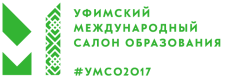 УФИМСКИЙ
МЕЖДУНАРОДНЫЙ
САЛОН ОБРАЗОВАНИЯ
#УМСО2017